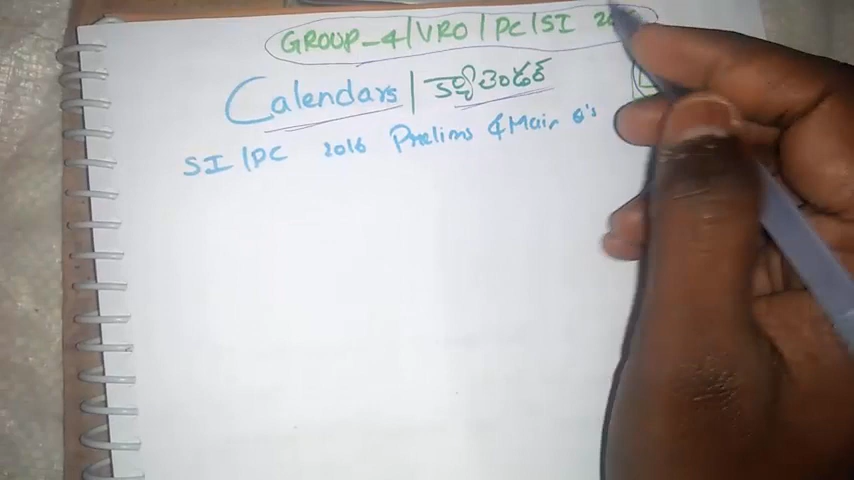 GROUP-4/VRO/PC/SI
Calendars | క్యాలెండర్
SI/PC 2016 Prelims & Main Q's